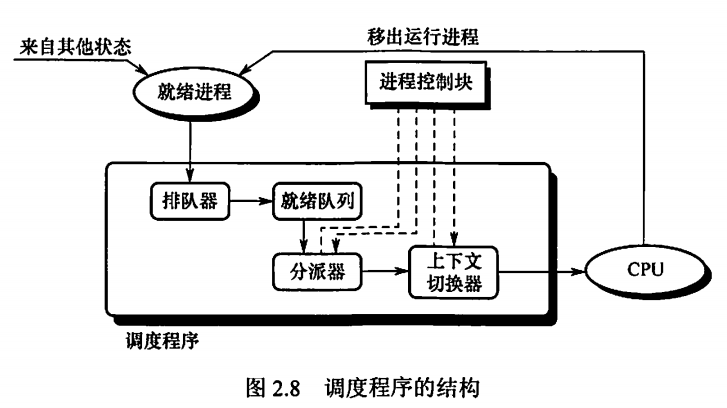 来自其他状态
移出运行进程
就绪进程
进程控制块
排队器
就绪队列
分派器
上下文
切换器
CPU
调度程序
图 2.8 调度程序的结构